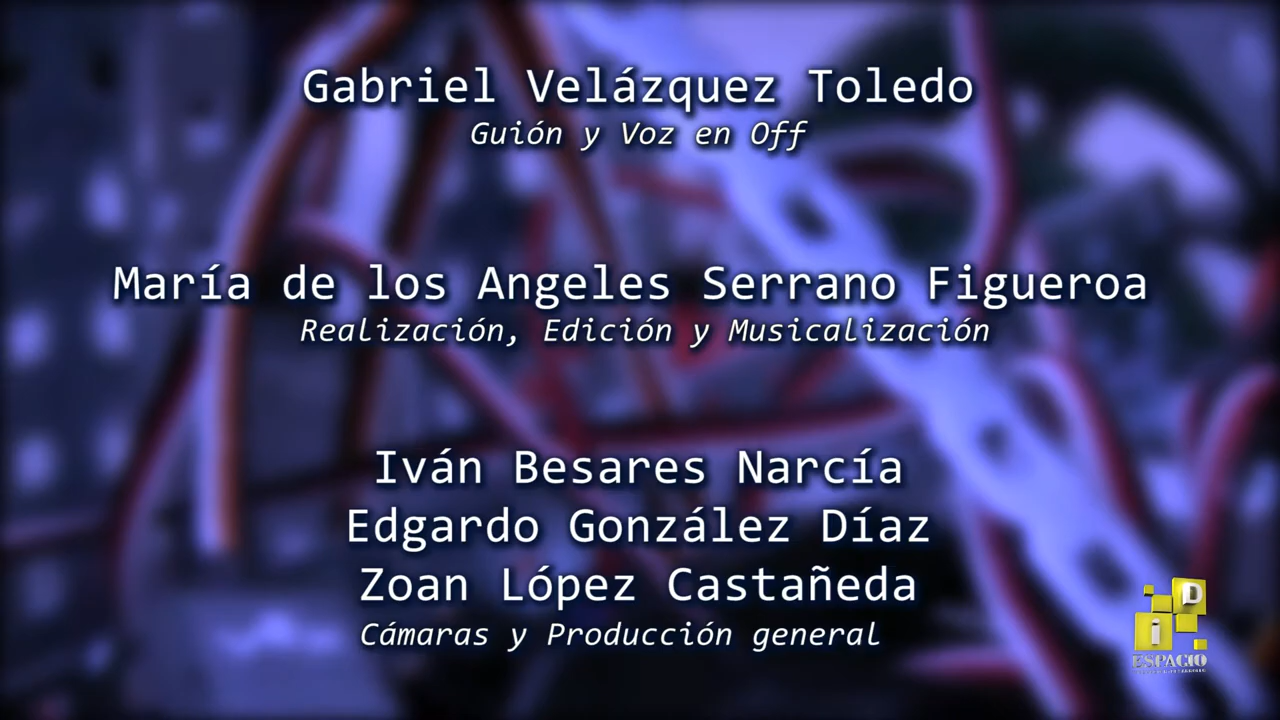 Gabriel Velázquez Toledo
Guión y Voz en Off
María de los Angeles Serrano Figueroa
Realización, Edición y Musicalización
Iván Besares Narcía
Edgardo González Díaz
Zoan López Castañeda
Cámaras y Producción general
D
i
ESPACIO